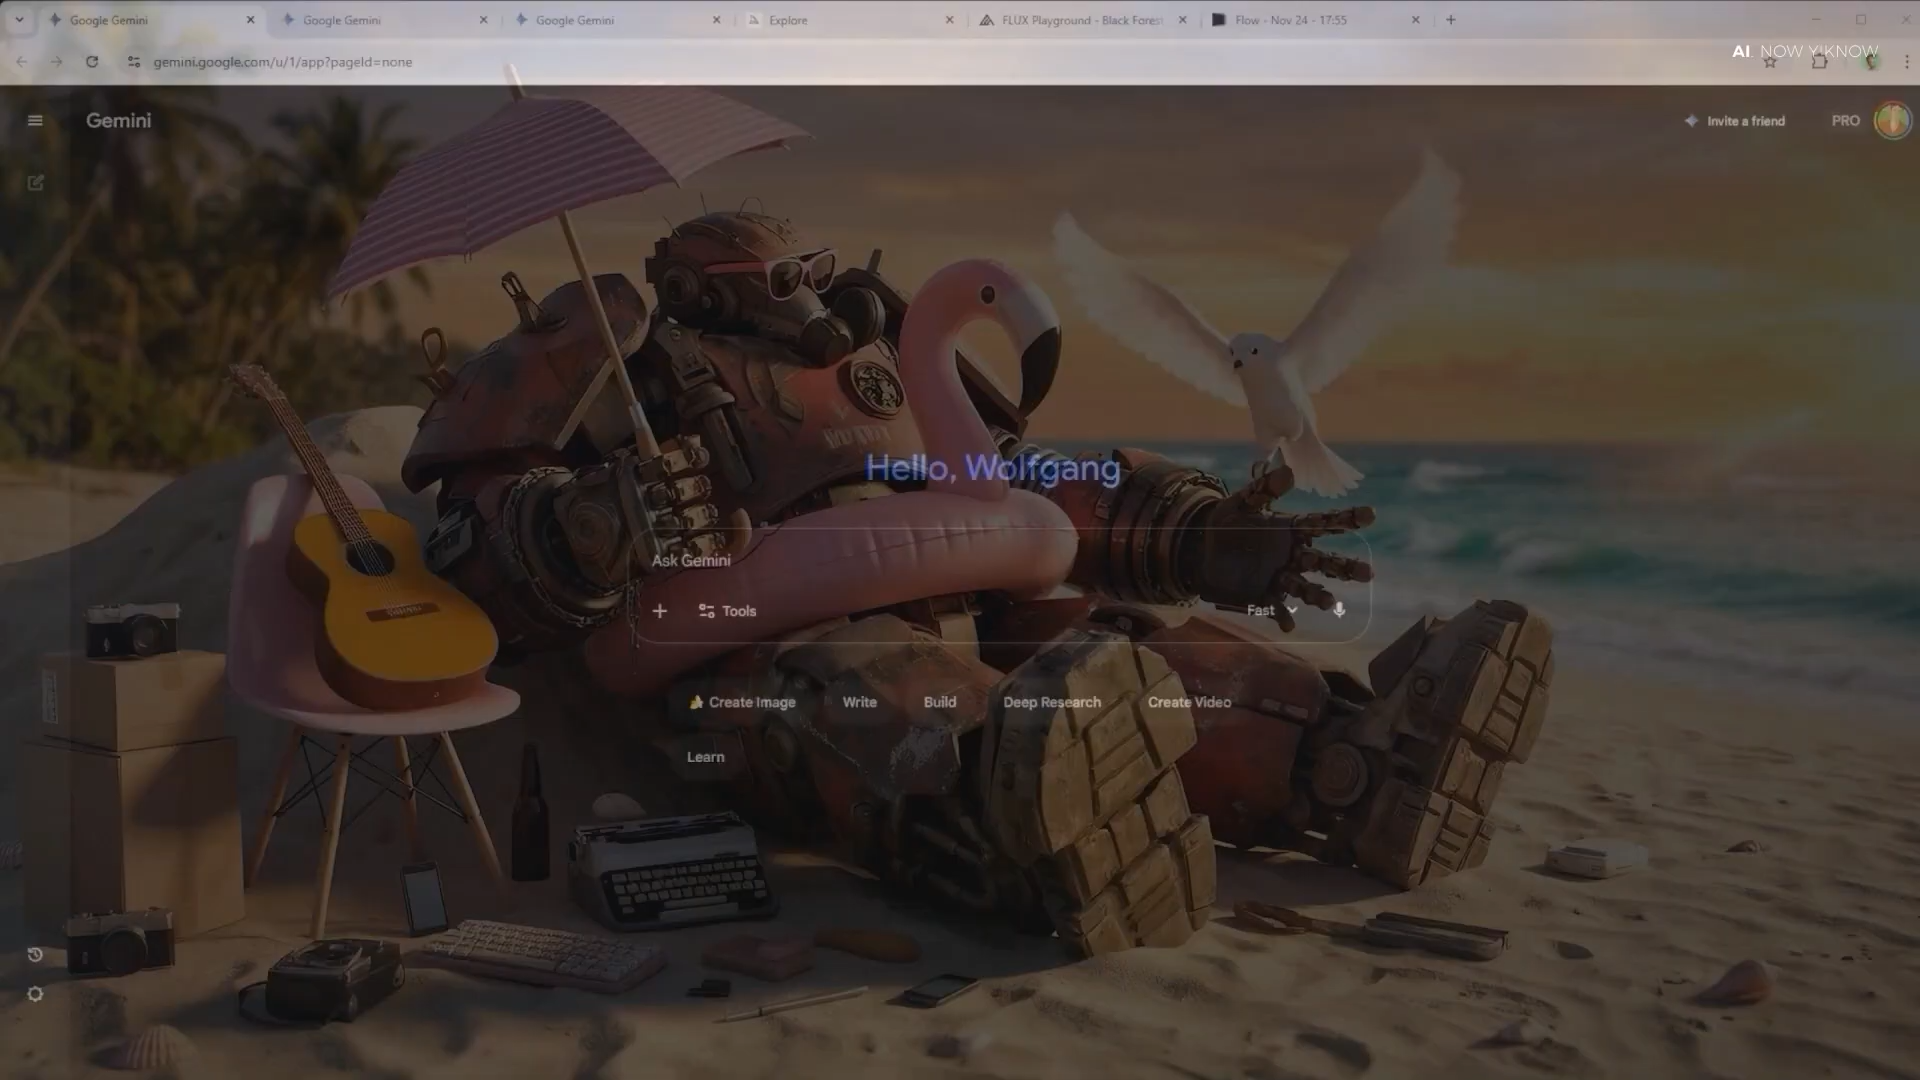 Google Gemini
Google Gemini
Google Gemini
Explore
FLUX Playground - Black Forest
Flow - Nov 24 - 17:55
gemini.google.com/u/1/app?pageId=none
AI. NOW Y·KNOW
Gemini
Invite a friend
PRO
Hello, Wolfgang
Ask Gemini
Tools
Fast
Create Image
Write
Build
Deep Research
Create Video
Learn